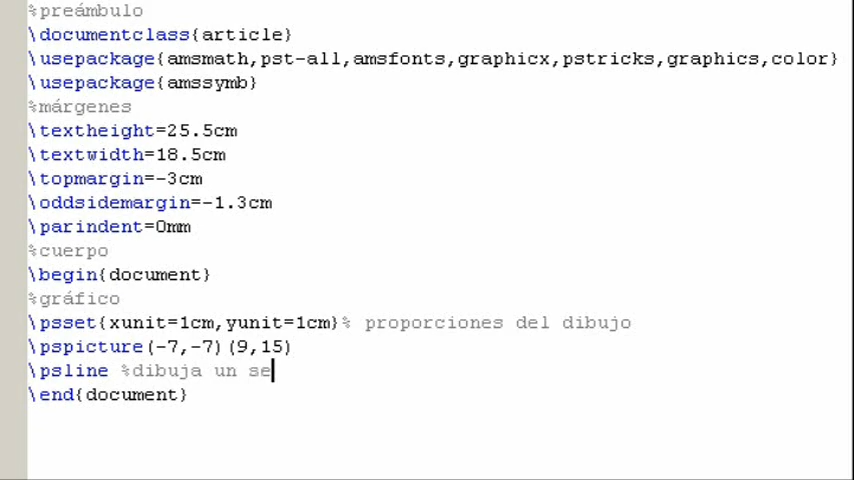 %preámbulo
\documentclass{article}
\usepackage{amsmath,pst-all,amsfonts,graphicx,pstricks,graphics,color}
\usepackage{amssymb}
%márgenes
\textheight=25.5cm
\textwidth=18.5cm
\topmargin=-3cm
\oddsidemargin=-1.3cm
\parindent=0mm
%cuerpo
\begin{document}
%gráfico
\psset{xunit=1cm,yunit=1cm}% proporciones del dibujo
\pspicture(-7,-7)(9,15)
\psline %dibuja un se
\end{document}